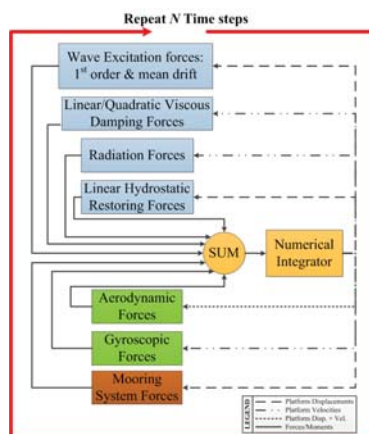 Repeat N Time steps
Wave Excitation forces:
1st order & mean drift
Linear/Quadratic Viscous
Damping Forces
Radiation Forces
Linear Hydrostatic
Restoring Forces
SUM
Numerical
Integrator
Aerodynamic
Forces
Gyroscopic
Forces
Mooring
System Forces
LEGEND
Platform Displacements
Platform Velocities
Platform Disp. + Vel.
Forces/Moments